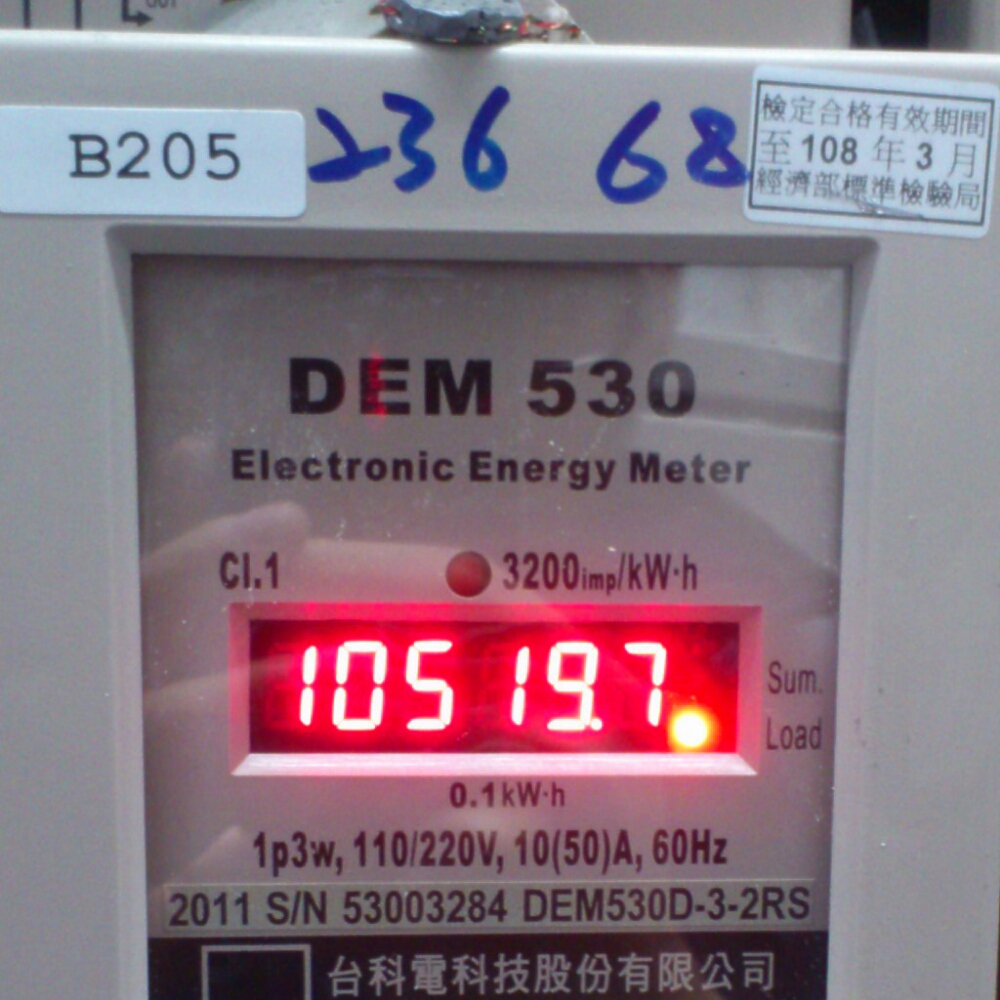 OUT
B205
236 68
檢定合格有效期間
至 108 年 3 月
經濟部標準檢驗局
DEM 530
Electronic Energy Meter
Cl.1
3200imp/kW·h
10519.7
Sum.
Load
0.1kW·h
1p3w, 110/220V, 10(50)A, 60Hz
2011 S/N 53003284 DEM530D-3-2RS
台科電科技股份有限公司